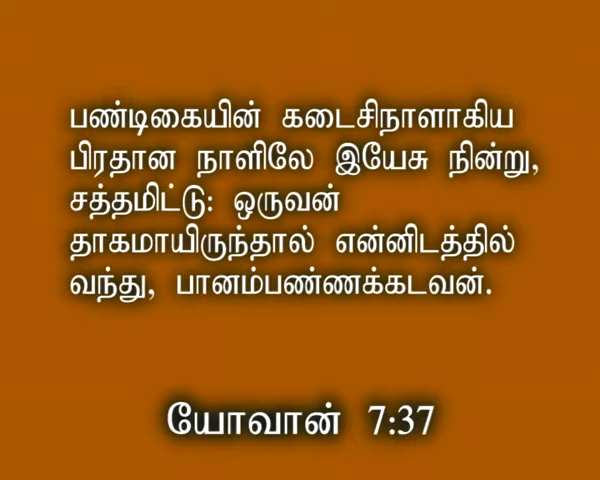 பண்டிகையின் கடைசிநாளாகிய
பிரதான நாளிலே இயேசு நின்று,
சத்தமிட்டு: ஒருவன்
தாகமாயிருந்தால் என்னிடத்தில்
வந்து, பானம்பண்ணக்கடவன்.
யோவான் 7:37